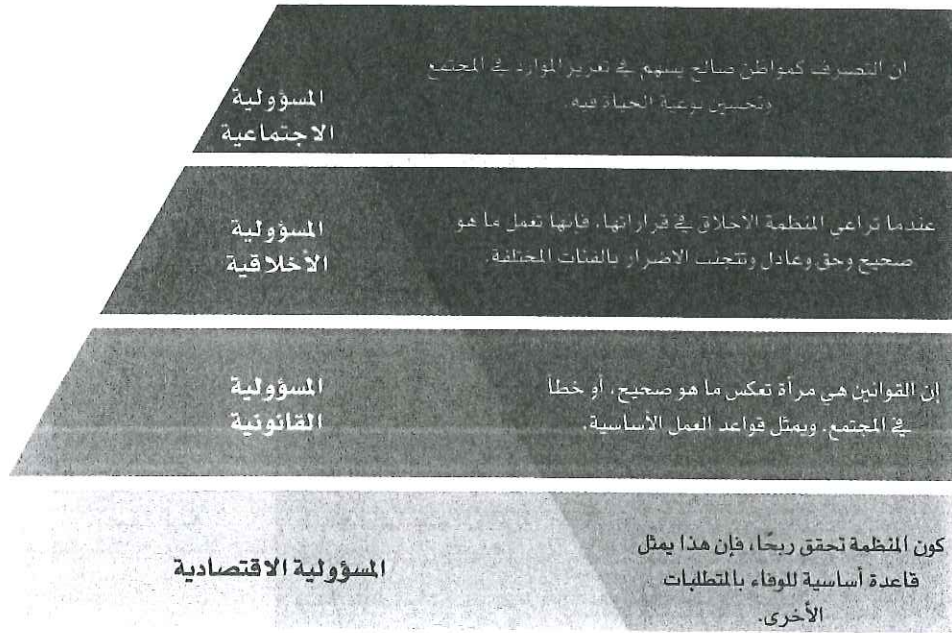 ان التصرف كمواطن صالح يسهم في تعزيز الموارد في المجتمع
وتحسين نوعية الحياة فيه.
المسؤولية
الاجتماعية
عندما تراعي المنظمة الأخلاق في قراراتها، فانها تعمل ما هو
صحيح وحق وعادل وتتجنب الاضرار بالفئات المختلفة.
المسؤولية
الأخلاقية
إن القوانين هي مرآة تعكس ما هو صحيح، أو خطأ
في المجتمع، ويمثل قواعد العمل الأساسية.
المسؤولية
القانونية
كون المنظمة تحقق ربحًا، فإن هذا يمثل
قاعدة أساسية للوفاء بالمتطلبات
الأخرى.
المسؤولية الاقتصادية